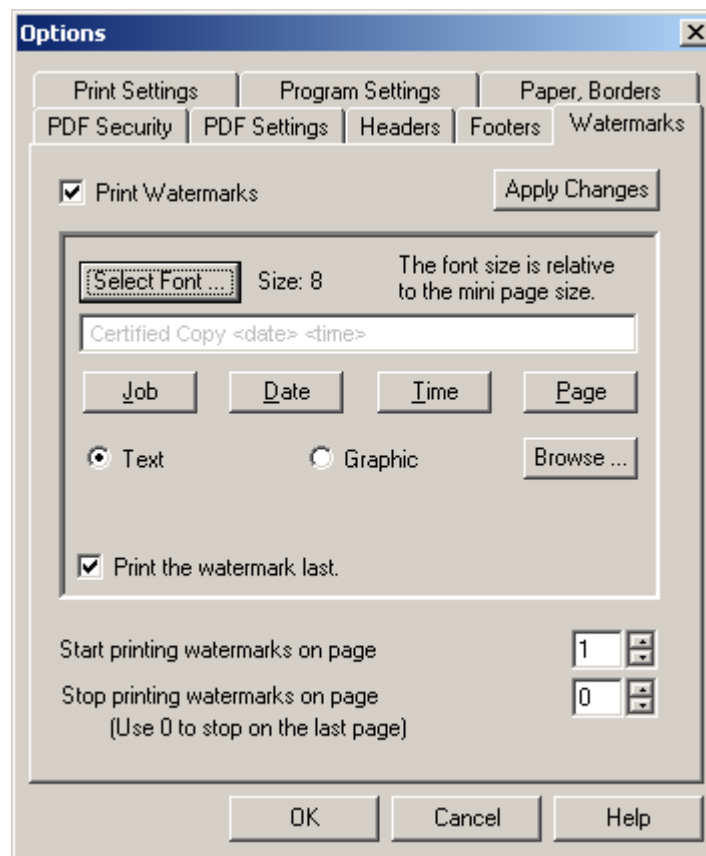 Options
Print Settings Program Settings Paper, Borders
PDF Security PDF Settings Headers Footers Watermarks
Print Watermarks Apply Changes
Select Font ... Size: 8 The font size is relative
to the mini page size.
Certified Copy <date> <time>
Job Date Time Page
Text Graphic Browse ...
Print the watermark last.
Start printing watermarks on page 1
Stop printing watermarks on page 0
(Use 0 to stop on the last page)
OK Cancel Help